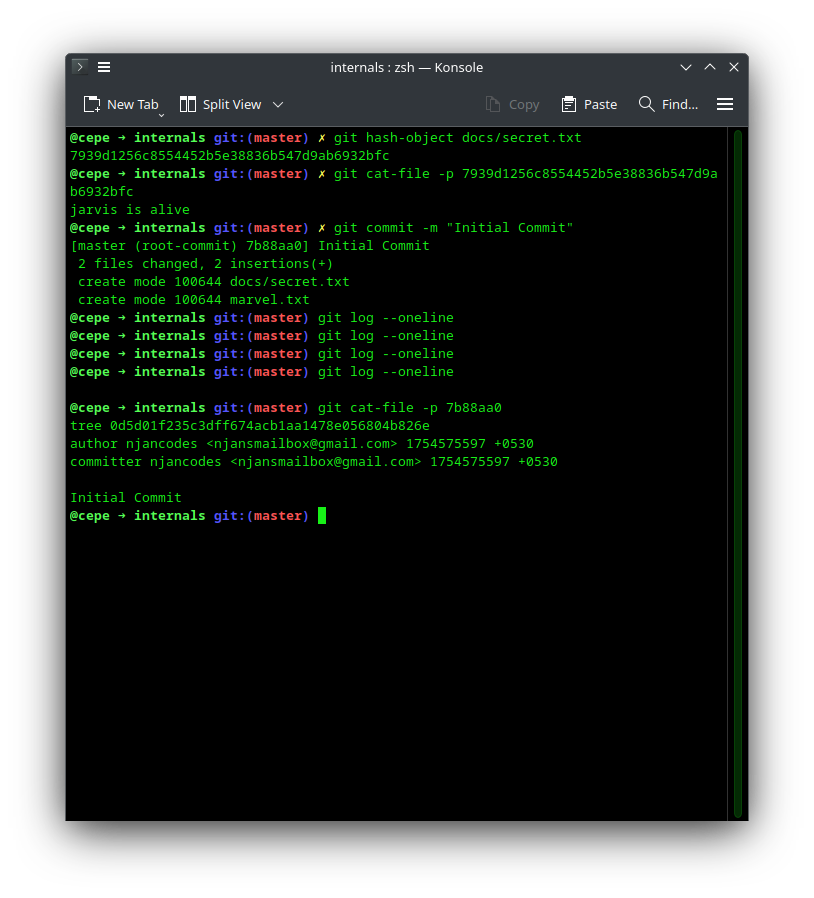 internals : zsh — Konsole
New Tab Split View Copy Paste Find...
@cepe → internals git:(master) ✗ git hash-object docs/secret.txt
7939d1256c8554452b5e38836b547d9ab6932bfc
@cepe → internals git:(master) ✗ git cat-file -p 7939d1256c8554452b5e38836b547d9a
b6932bfc
jarvis is alive
@cepe → internals git:(master) ✗ git commit -m "Initial Commit"
[master (root-commit) 7b88aa0] Initial Commit
 2 files changed, 2 insertions(+)
 create mode 100644 docs/secret.txt
 create mode 100644 marvel.txt
@cepe → internals git:(master) git log --oneline
@cepe → internals git:(master) git log --oneline
@cepe → internals git:(master) git log --oneline
@cepe → internals git:(master) git log --oneline
@cepe → internals git:(master) git cat-file -p 7b88aa0
tree 0d5d01f235c3dff674acb1aa1478e056804b826e
author njancodes <njansmailbox@gmail.com> 1754575597 +0530
committer njancodes <njansmailbox@gmail.com> 1754575597 +0530
Initial Commit
@cepe → internals git:(master)